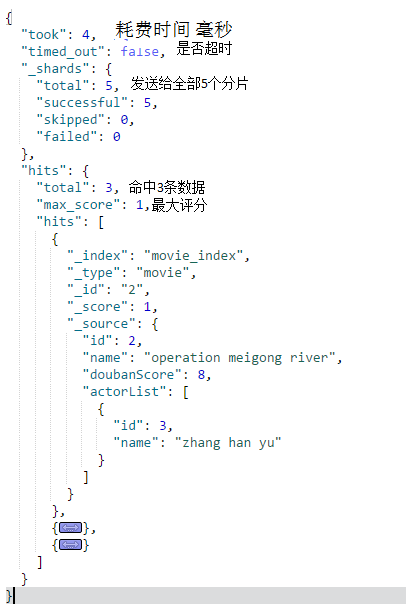 {
"took": 4, 耗费时间 毫秒
"timed_out": false, 是否超时
"_shards": {
"total": 5, 发送给全部5个分片
"successful": 5,
"skipped": 0,
"failed": 0
},
"hits": {
"total": 3, 命中3条数据
"max_score": 1,最大评分
"hits": [
{
"_index": "movie_index",
"_type": "movie",
"_id": "2",
"_score": 1,
"_source": {
"id": 2,
"name": "operation meigong river",
"doubanScore": 8,
"actorList": [
{
"id": 3,
"name": "zhang han yu"
}
]
}
},
{},
{}
]
}
}